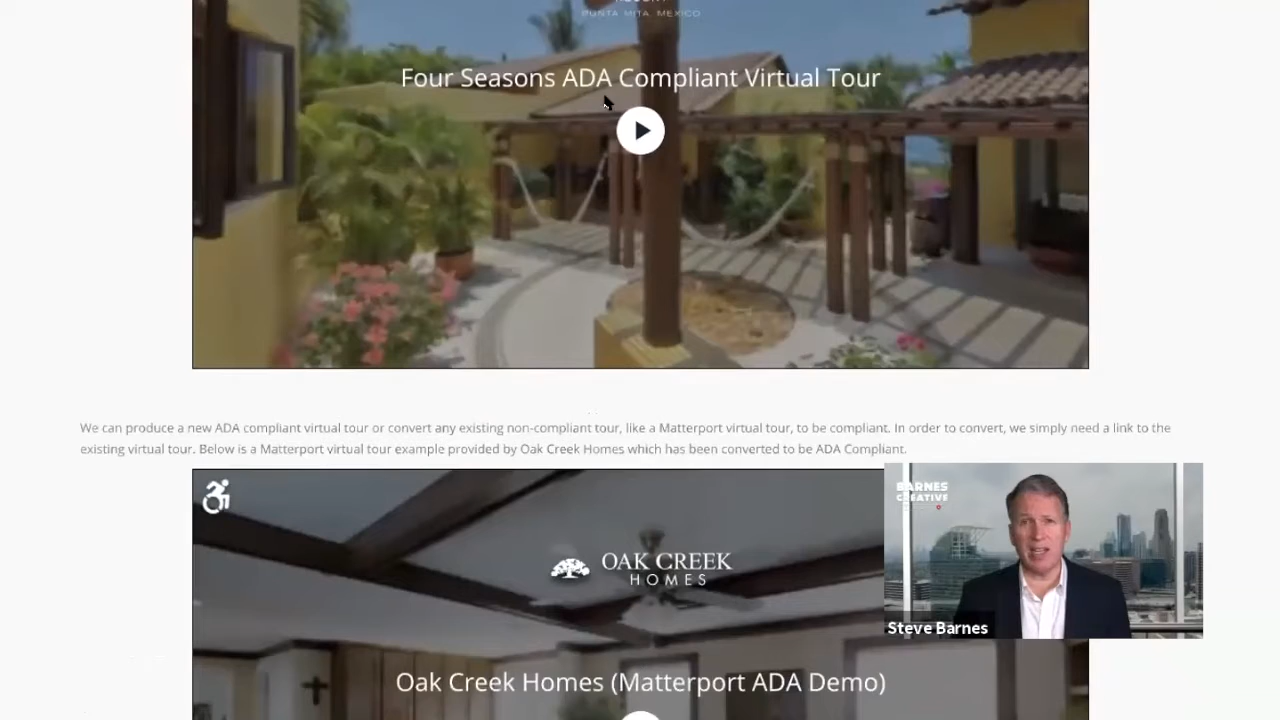 PUNTA MITA, MEXICO
Four Seasons ADA Compliant Virtual Tour
We can produce a new ADA compliant virtual tour or convert any existing non-compliant tour, like a Matterport virtual tour, to be compliant. In order to convert, we simply need a link to the
existing virtual tour. Below is a Matterport virtual tour example provided by Oak Creek Homes which has been converted to be ADA Compliant.
OAK CREEK
HOMES
BARNES
CREATIVE
Steve Barnes
Oak Creek Homes (Matterport ADA Demo)